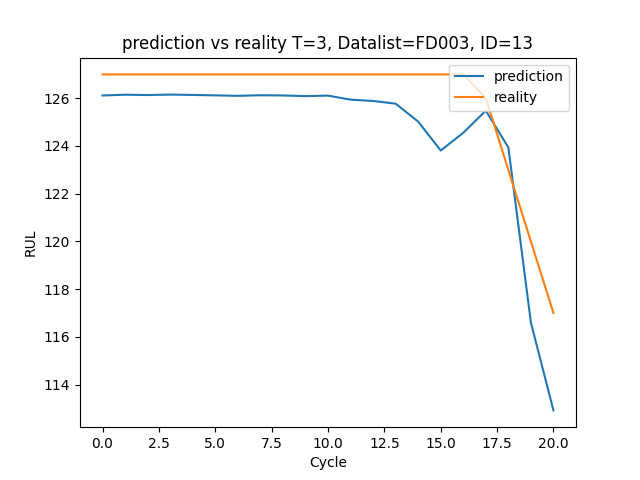 prediction vs reality T=3, Datalist=FD003, ID=13
prediction
reality
126
124
122
120
118
116
114
RUL
0.0 2.5 5.0 7.5 10.0 12.5 15.0 17.5 20.0
Cycle